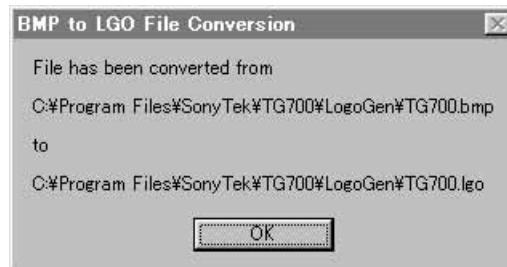 BMP to LGO File Conversion
File has been converted from
C:¥Program Files¥SonyTek¥TG700¥LogoGen¥TG700.bmp
to
C:¥Program Files¥SonyTek¥TG700¥LogoGen¥TG700.lgo
OK